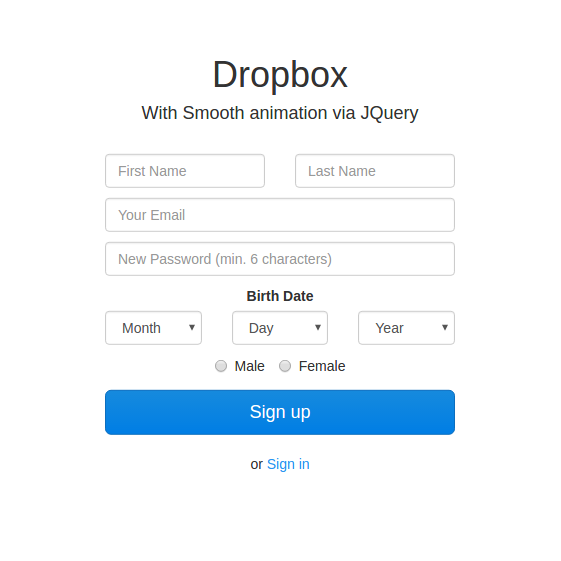 Dropbox
With Smooth animation via JQuery
First Name Last Name
Your Email
New Password (min. 6 characters)
Birth Date
Month Day Year
Male Female
Sign up
or Sign in